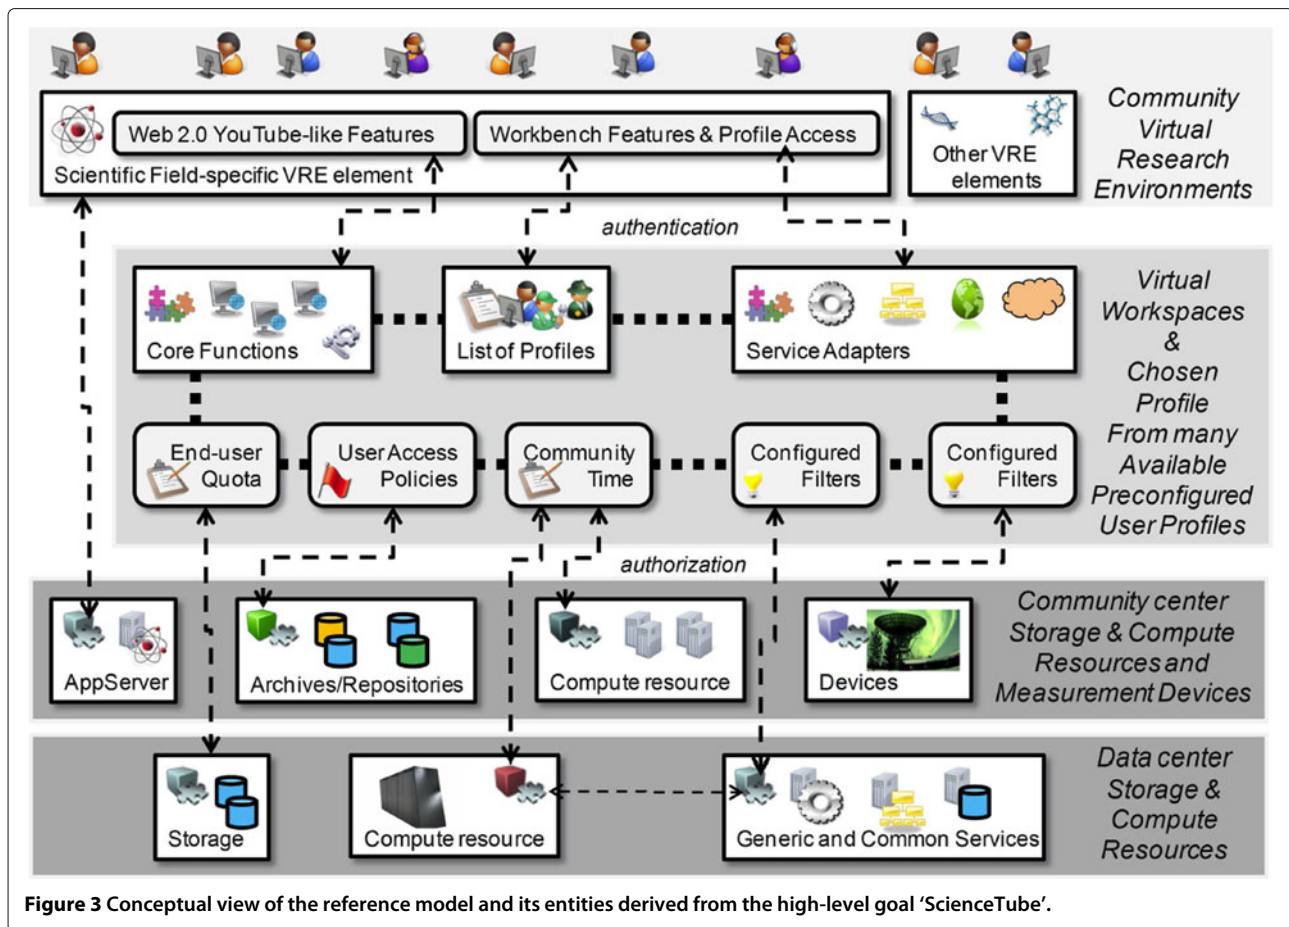 Web 2.0 YouTube-like Features
Workbench Features & Profile Access
Scientific Field-specific VRE element
Other VRE
elements
Community
Virtual
Research
Environments
authentication
Core Functions
List of Profiles
Service Adapters
End-user
Quota
User Access
Policies
Community
Time
Configured
Filters
Configured
Filters
Virtual
Workspaces
&
Chosen
Profile
From many
Available
Preconfigured
User Profiles
authorization
AppServer
Archives/Repositories
Compute resource
Devices
Community center
Storage & Compute
Resources and
Measurement Devices
Storage
Compute resource
Generic and Common Services
Data center
Storage &
Compute
Resources
Figure 3 Conceptual view of the reference model and its entities derived from the high-level goal ‘ScienceTube’.